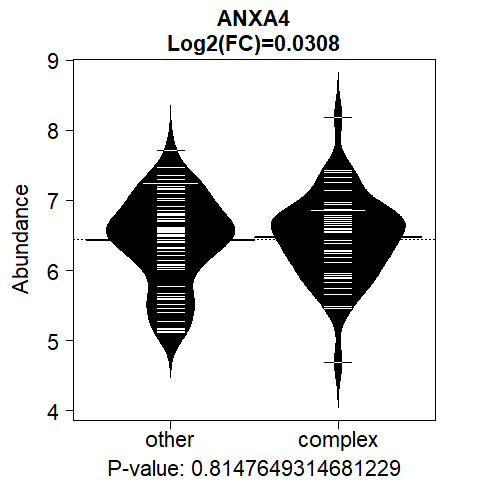 ANXA4
Log2(FC)=0.0308
Abundance
9
8
7
6
5
4
other complex
P-value: 0.8147649314681229